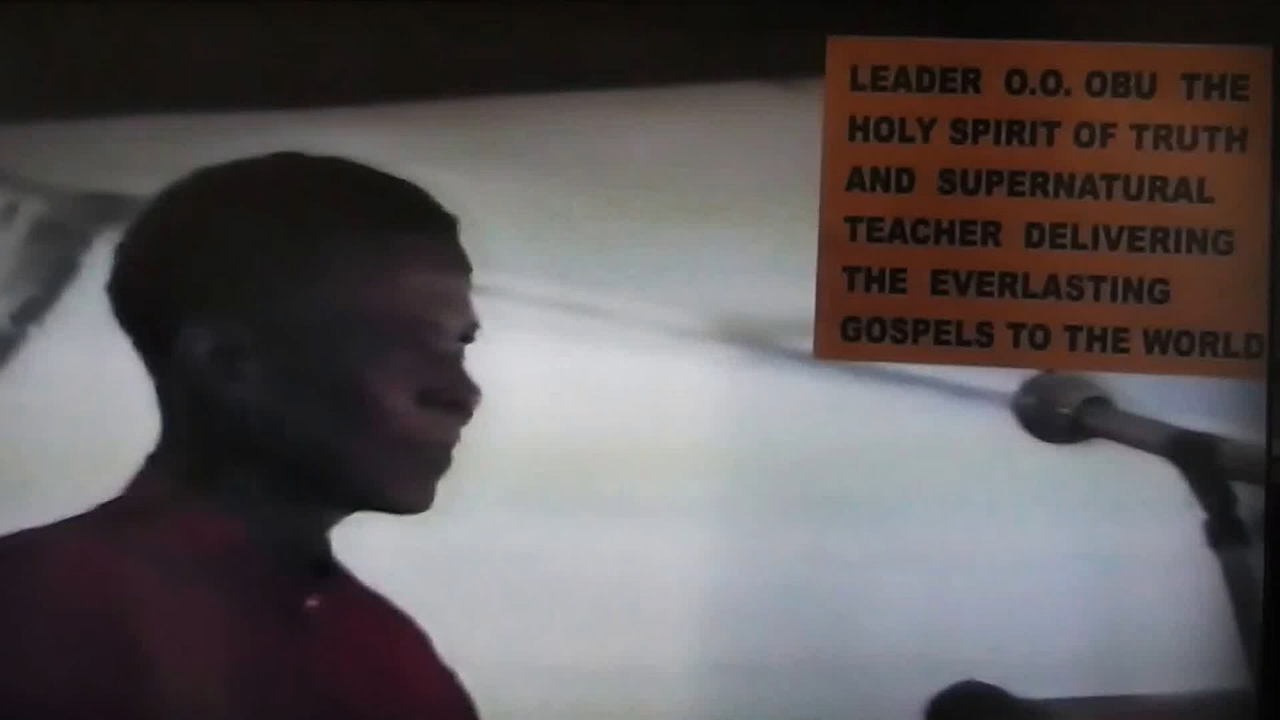 LEADER O.O. OBU THE
HOLY SPIRIT OF TRUTH
AND SUPERNATURAL
TEACHER DELIVERING
THE EVERLASTING
GOSPELS TO THE WORLD